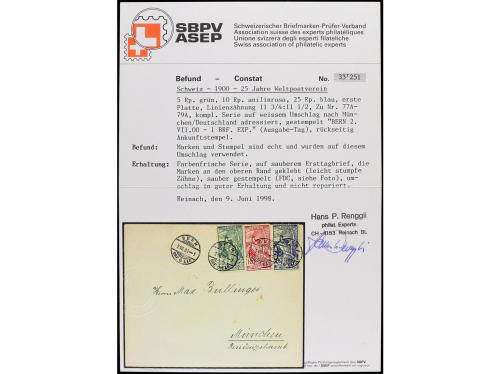 SBPV
ASEP
Schweizerischer Briefmarken-Prüfer-Verband
Association suisse des experts philatéliques
Unione svizzera degli esperti filateliche
Swiss association of philatelic experts
Befund – Constat No. 33'251
Schweiz - 1900 - 25 Jahre Weltpostverein
5 Rp. grün, 10 Rp. anilinrosa, 25 Rp. blau, erste
Platte, Linienzähnung 11 3/4:11 1/2, Zu Nr. 77A-
79A, kompl. Serie auf weissem Umschlag nach Mün-
chen/Deutschland adressiert, gestempelt "BERN 2.
VII.00 - 1 BRF. EXP." (Ausgabe-Tag), rückseitig
Ankunftstempel.
Befund: Marken und Stempel sind echt und wurden auf diesem
Umschlag verwendet.
Erhaltung: Farbenfrische Serie, auf sauberem Ersttagbrief, die
Marken an den oberen Rand geklebt (leicht stumpfe
Zähne), sauber gestempelt (FDC, siehe Foto), um-
schlag in guter Erhaltung und nicht repariert.
Reinach, den 9. Juni 1998.
Hans P. Renggli
philat. Experte
CH - 4153 Reinach BL
BERN
Herrn Max Bullinger
München